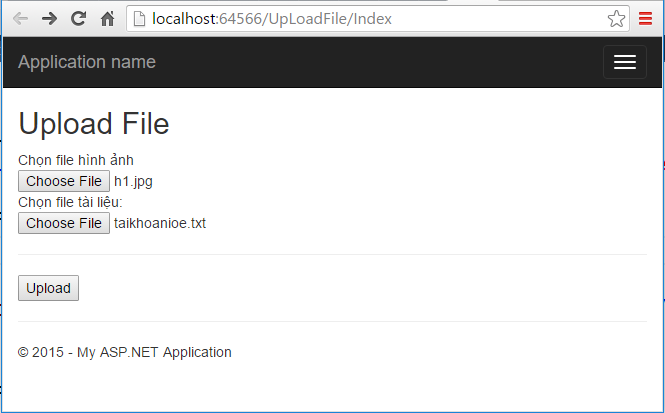 localhost:64566/UpLoadFile/Index
Application name
Upload File
Chọn file hình ảnh
Choose File h1.jpg
Chọn file tài liệu:
Choose File taikhoanioe.txt
Upload
© 2015 - My ASP.NET Application